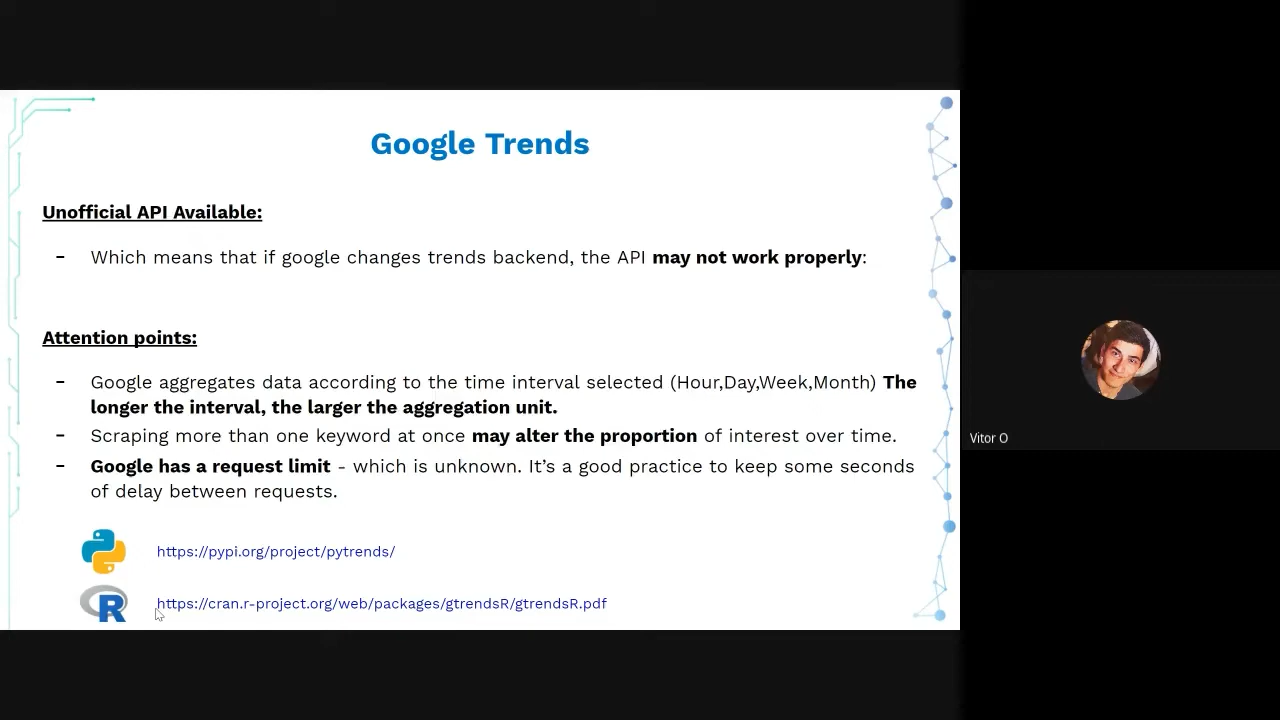 Google Trends
Unofficial API Available:
- Which means that if google changes trends backend, the API may not work properly:
Attention points:
- Google aggregates data according to the time interval selected (Hour,Day,Week,Month) The
longer the interval, the larger the aggregation unit.
- Scraping more than one keyword at once may alter the proportion of interest over time.
- Google has a request limit - which is unknown. It’s a good practice to keep some seconds
of delay between requests.
https://pypi.org/project/pytrends/
R
https://cran.r-project.org/web/packages/gtrendsR/gtrendsR.pdf
Vitor O